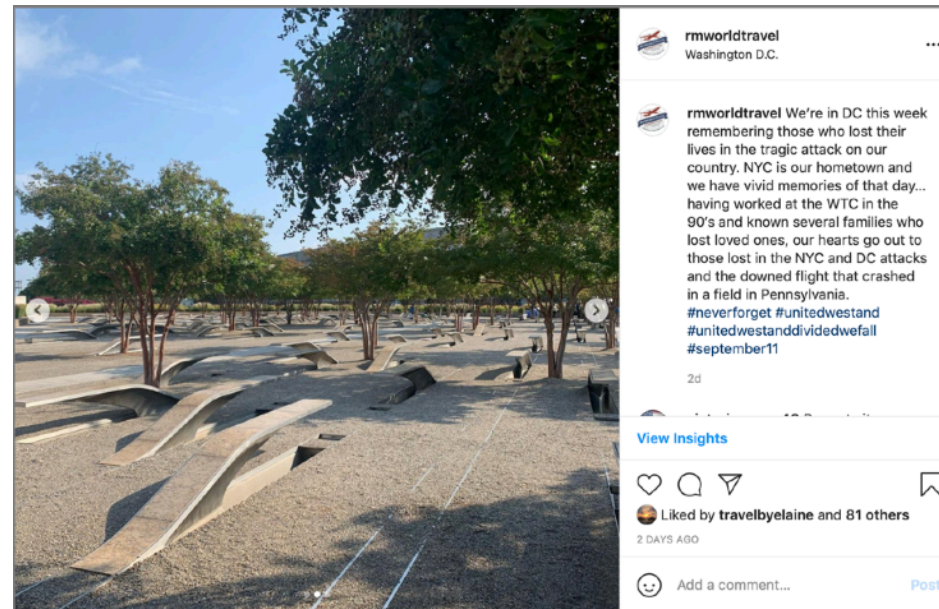 rmworldtravel
Washington D.C.
rmworldtravel We're in DC this week
remembering those who lost their
lives in the tragic attack on our
country. NYC is our hometown and
we have vivid memories of that day...
having worked at the WTC in the
90's and known several families who
lost loved ones, our hearts go out to
those lost in the NYC and DC attacks
and the downed flight that crashed
in a field in Pennsylvania.
#neverforget #unitedwestand
#unitedwestanddividedwefall
#september11
2d
View Insights
Liked by travelbyelaine and 81 others
2 DAYS AGO
Add a comment...
Post